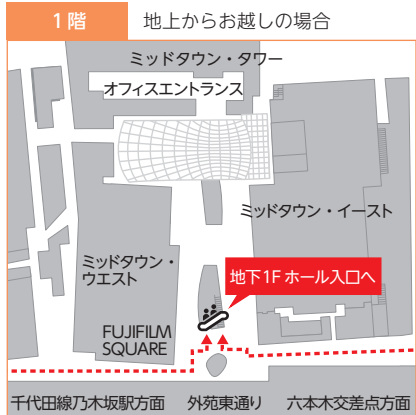 1階
地上からお越しの場合
ミッドタウン・タワー
オフィスエントランス
ミッドタウン・イースト
ミッドタウン・
ウエスト
地下1F ホール入口へ
FUJIFILM
SQUARE
千代田線乃木坂駅方面
外苑東通り
六本木交差点方面